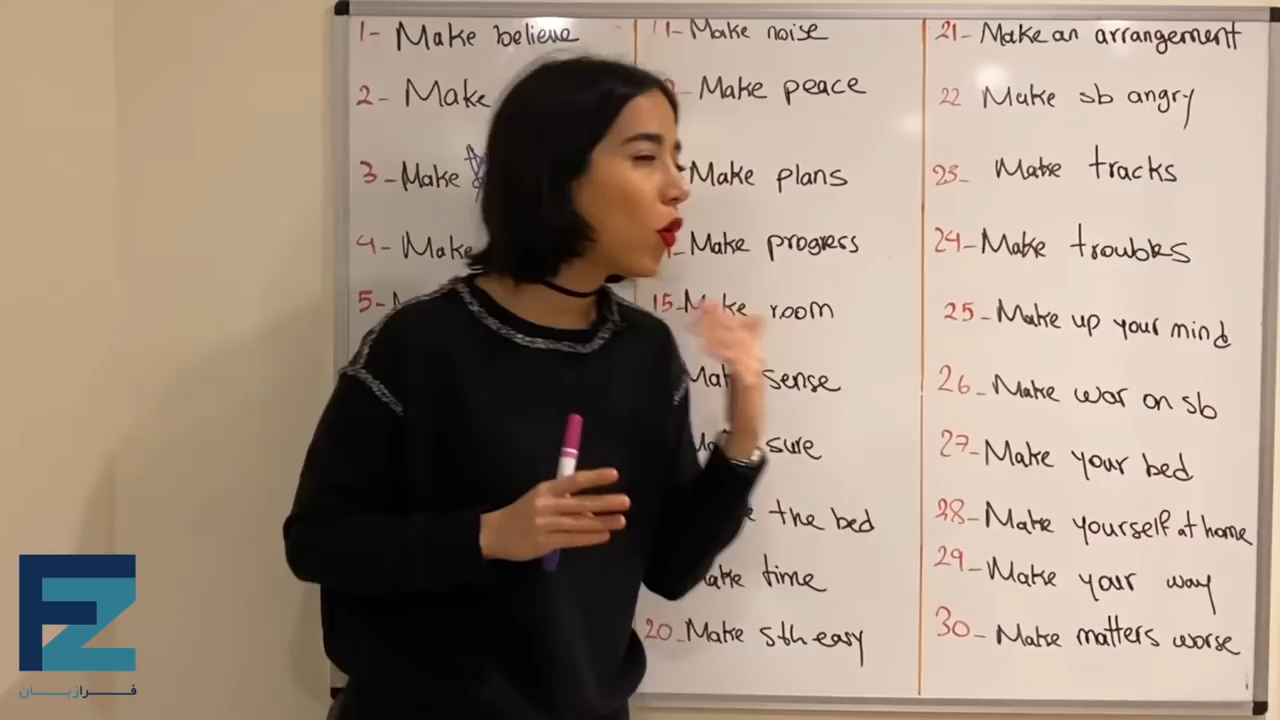 1- Make believe
2- Make
3- Make
4- Make
5-
11- Make noise
Make peace
Make plans
Make progress
15- Make room
Make sense
sure
the bed
Make time
20- Make sth easy
21- Make an arrangement
22 Make sb angry
23- Make tracks
24- Make troubles
25- Make up your mind
26- Make war on sb
27- Make your bed
28- Make yourself at home
29- Make your way
30- Make matters worse
FZ
فرازبان